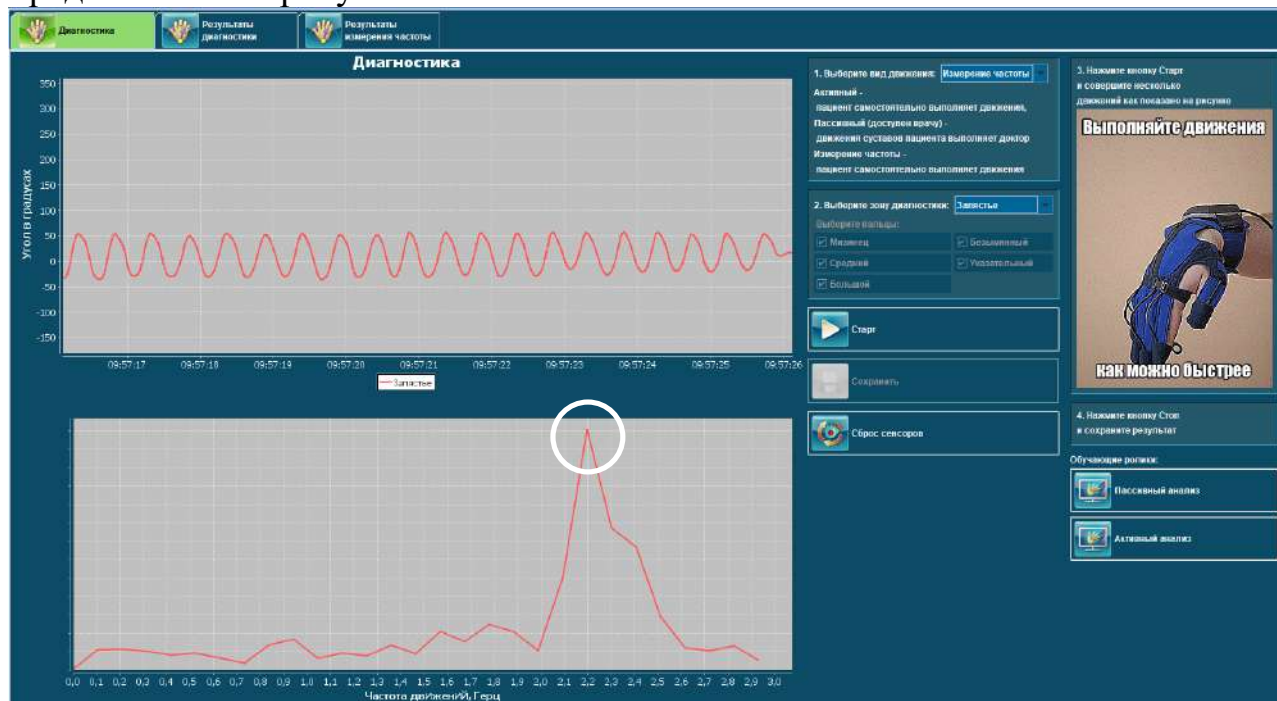 Диагностика
Результаты
диагностики
Результаты
измерения частоты
Диагностика
350
300
250
200
150
100
50
0
-50
-100
-150
Угол в градусах
09:57:17 09:57:18 09:57:19 09:57:20 09:57:21 09:57:22 09:57:23 09:57:24 09:57:25 09:57:26
Запястье
0,0 0,1 0,2 0,3 0,4 0,5 0,6 0,7 0,8 0,9 1,0 1,1 1,2 1,3 1,4 1,5 1,6 1,7 1,8 1,9 2,0 2,1 2,2 2,3 2,4 2,5 2,6 2,7 2,8 2,9 3,0
Частота движений, Герц
1. Выберите вид движения: Измерение частоты
Активный -
пациент самостоятельно выполняет движения,
Пассивный (доступен врачу) -
движения суставов пациента выполняет доктор
Измерение частоты -
пациент самостоятельно выполняет движения
2. Выберите зону диагностики: Запястье
Выберите пальцы:
Мизинец Безымянный
Средний Указательный
Большой
Старт
Сохранить
Сброс сенсоров
3. Нажмите кнопку Старт
и совершите несколько
движений как показано на рисунке
Выполняйте движения
как можно быстрее
4. Нажмите кнопку Стоп
и сохраните результат
Обучающие ролики:
Пассивный анализ
Активный анализ